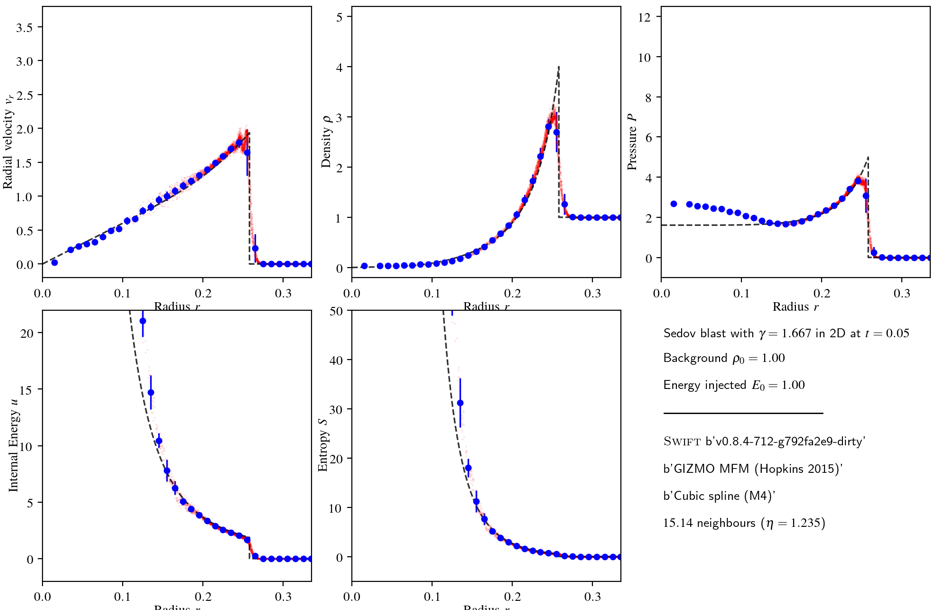 3.5
3.0
2.5
2.0
1.5
1.0
0.5
0.0
Radial velocity v_r
0.0 0.1 0.2 0.3
Radius r
5
4
3
2
1
0
Density ρ
0.0 0.1 0.2 0.3
Radius r
12
10
8
6
4
2
0
Pressure P
0.0 0.1 0.2 0.3
Radius r
20
15
10
5
0
Internal Energy u
0.0 0.1 0.2 0.3
Radius r
50
40
30
20
10
0
Entropy S
0.0 0.1 0.2 0.3
Radius r
Sedov blast with γ = 1.667 in 2D at t = 0.05
Background ρ₀ = 1.00
Energy injected E₀ = 1.00
SWIFT b'v0.8.4-712-g792fa2e9-dirty'
b'GIZMO MFM (Hopkins 2015)'
b'Cubic spline (M4)'
15.14 neighbours (η = 1.235)